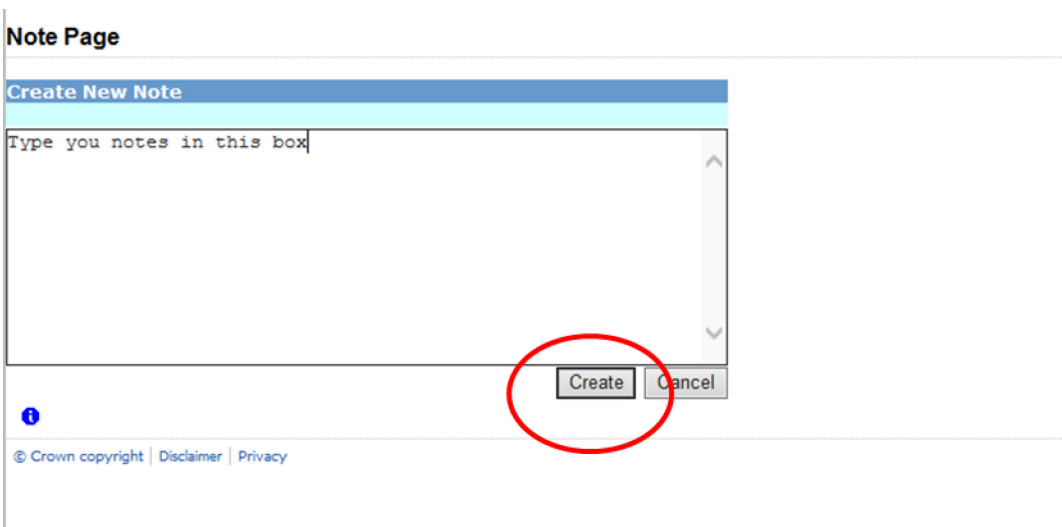 Note Page
Create New Note
Type you notes in this box
Create Cancel
i
© Crown copyright | Disclaimer | Privacy